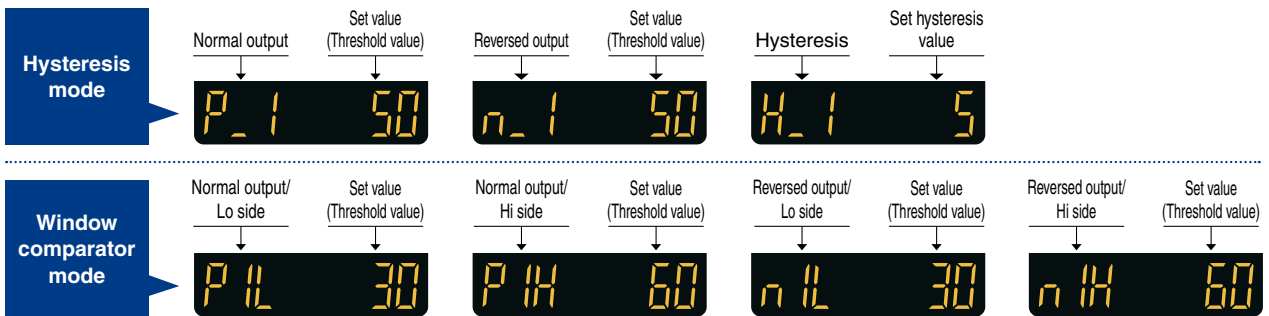 Hysteresis
mode
Normal output
Set value
(Threshold value)
P_1 50
Reversed output
Set value
(Threshold value)
n_1 50
Hysteresis
Set hysteresis
value
H_1 5
Window
comparator
mode
Normal output/
Lo side
Set value
(Threshold value)
P1L 30
Normal output/
Hi side
Set value
(Threshold value)
P1H 60
Reversed output/
Lo side
Set value
(Threshold value)
n1L 30
Reversed output/
Hi side
Set value
(Threshold value)
n1H 60